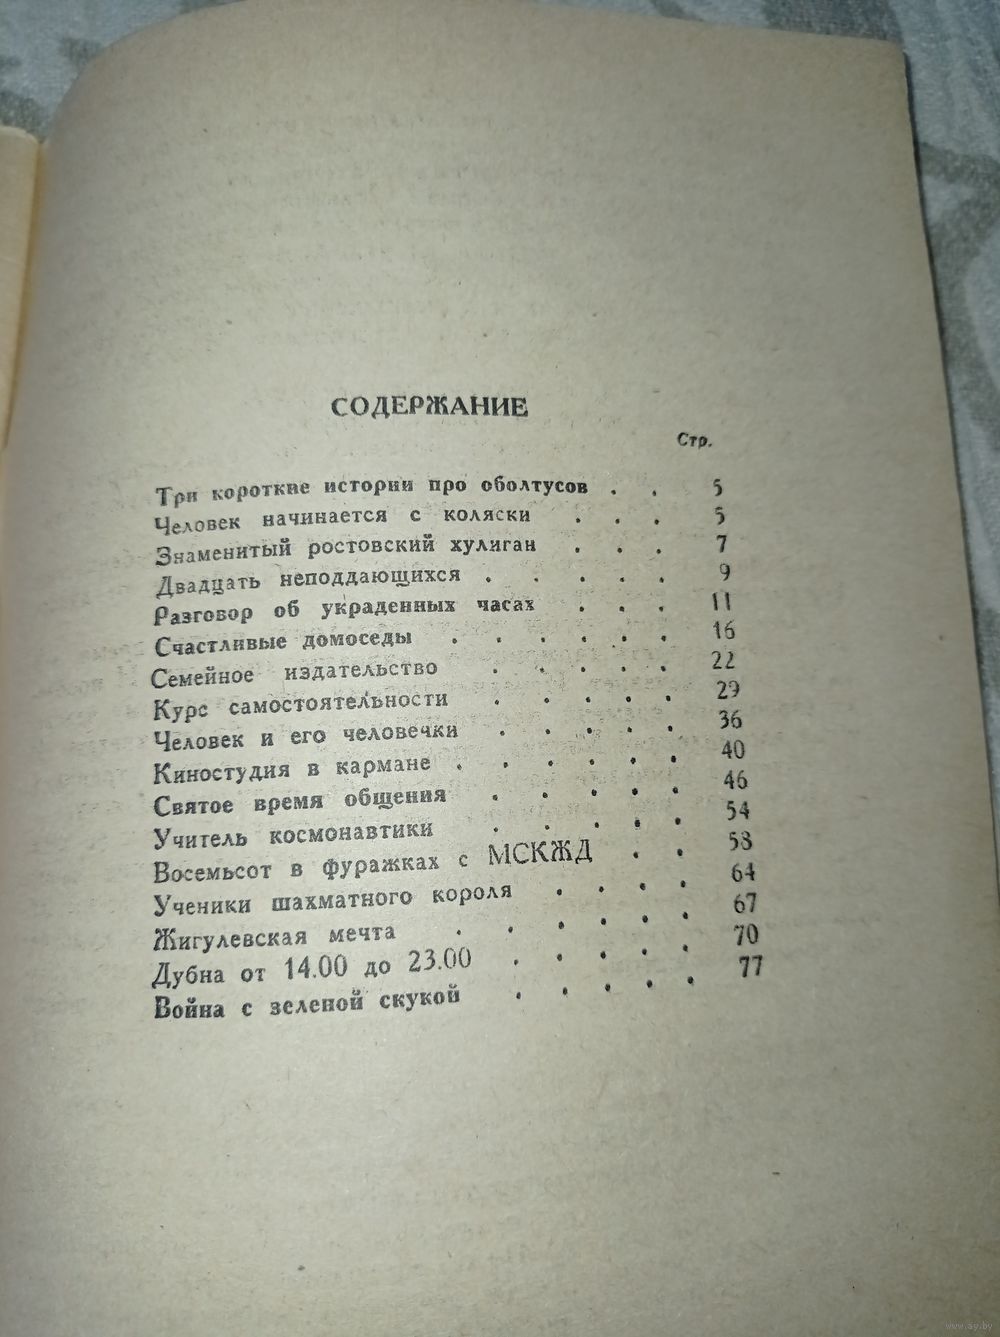 СОДЕРЖАНИЕ
Стр.
Три короткие истории про оболтусов . . 5
Человек начинается с коляски . . . 5
Знаменитый ростовский хулиган . . . 7
Двадцать неподдающихся . . . . . 9
Разговор об украденных часах . . . 11
Счастливые домоседы . . . . . . 16
Семейное издательство . . . . . 22
Курс самостоятельности . . . . . 29
Человек и его человечки . . . . . 36
Киностудия в кармане . . . . . . 40
Святое время общения . . . . . 46
Учитель космонавтики . . . . . 54
Восемьсот в фуражках с МСКЖД . . 58
Ученики шахматного короля . . . . 64
Жигулевская мечта . . . . . . 67
Дубна от 14.00 до 23.00 . . . . . 70
Война с зеленой скукой . . . . . 77
www.ay.by